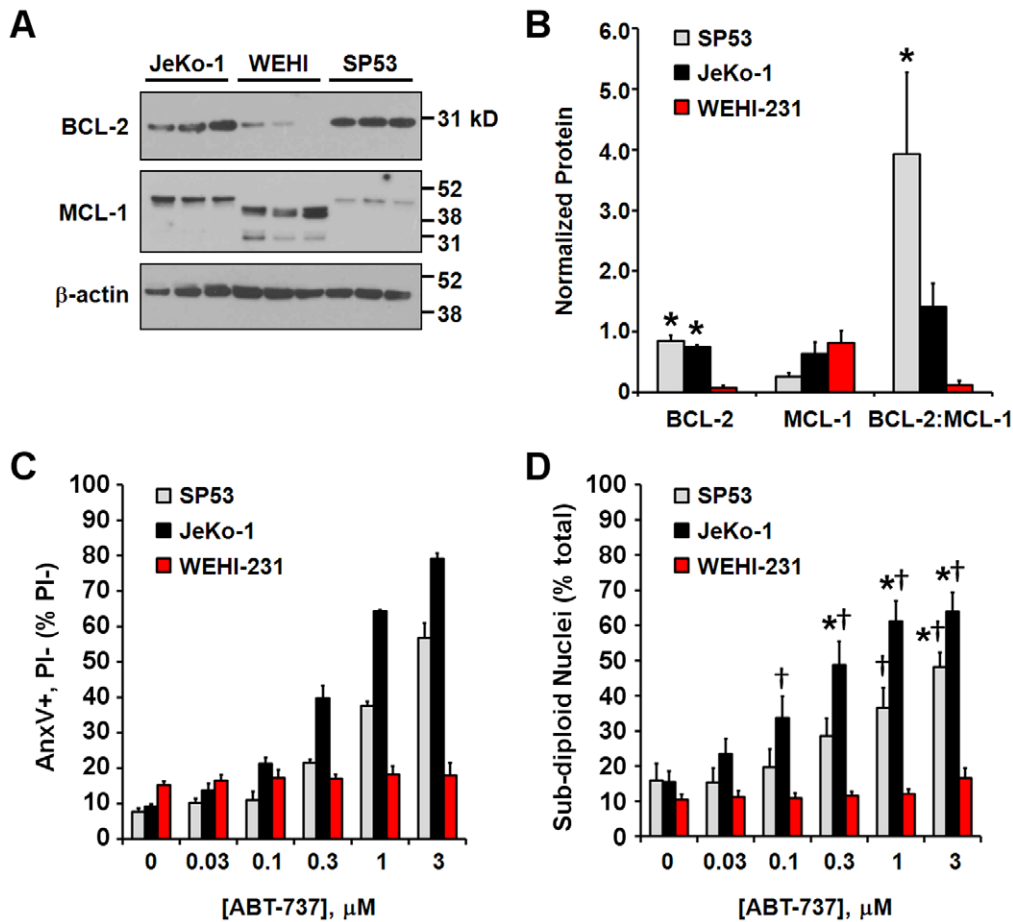 A
JeKo-1 WEHI SP53
BCL-2
31 kD
MCL-1
52
38
31
β-actin
52
38
B
Normalized Protein
6.0
5.0
4.0
3.0
2.0
1.0
0
SP53
JeKo-1
WEHI-231
* *
*
BCL-2 MCL-1 BCL-2:MCL-1
C
AnxV+, PI- (% PI-)
100
90
80
70
60
50
40
30
20
10
0
SP53
JeKo-1
WEHI-231
0 0.03 0.1 0.3 1 3
[ABT-737], μM
D
Sub-diploid Nuclei (% total)
100
90
80
70
60
50
40
30
20
10
0
SP53
JeKo-1
WEHI-231
†
*†
†
*†
*†
*†
0 0.03 0.1 0.3 1 3
[ABT-737], μM